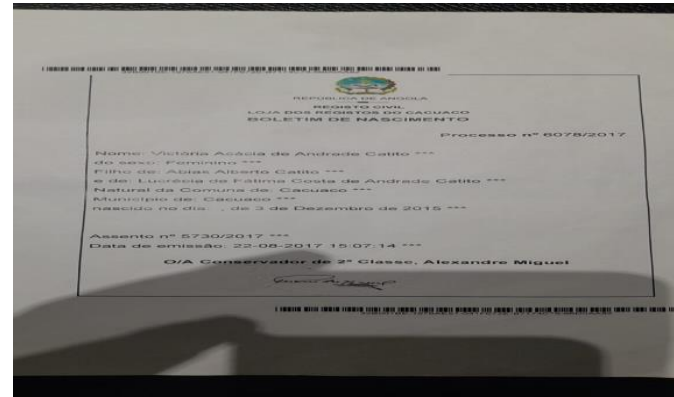 REPÚBLICA DE ANGOLA
REGISTO CIVIL
LOJA DOS REGISTOS DO CACUACO
BOLETIM DE NASCIMENTO
Processo nº 6078/2017
Nome: Victória Acácia de Andrade Catito ***
do sexo: Feminino ***
Filho de: Abias Alberto Catito ***
e de: Lucrécia de Fátima Costa de Andrade Catito ***
Natural da Comuna de: Cacuaco ***
Município de: Cacuaco ***
nascido no dia: , de 3 de Dezembro de 2015 ***
Assento nº 5730/2017 ***
Data de emissão: 22-08-2017 15:07:14 ***
O/A Conservador de 2ª Classe, Alexandre Miguel